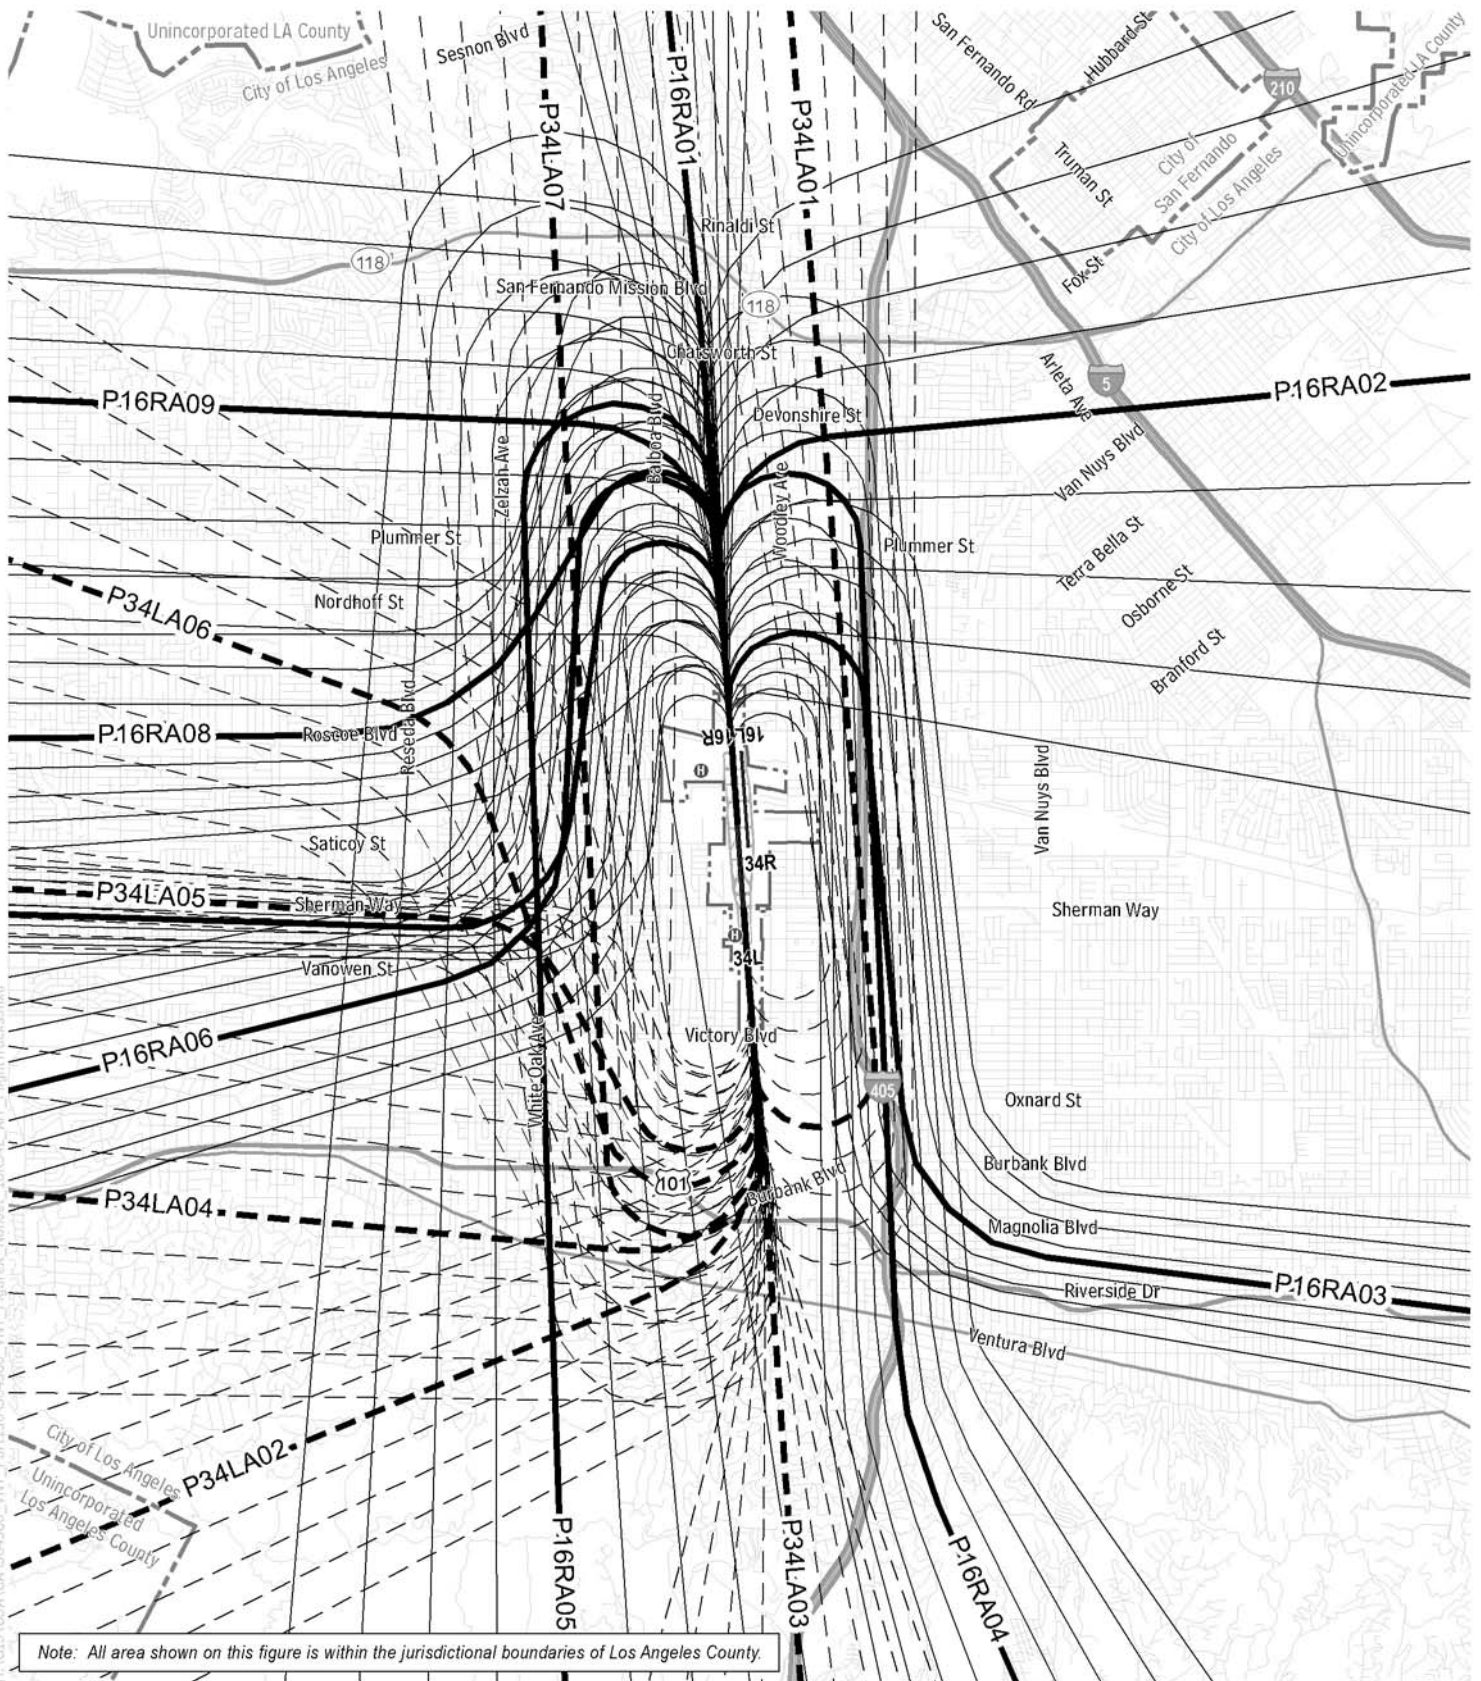 Unincorporated LA County
City of Los Angeles
Sesnon Blvd
P16RA01
P34LA07
P34LA01
San Fernando Rd
Hubbard St
210
Unincorporated LA County
Truman St
City of
San Fernando
City of Los Angeles
Rinaldi St
118
San Fernando Mission Blvd
118
Fox St
Chatsworth St
Arleta Ave
5
P16RA02
P16RA09
Devonshire St
Balboa Blvd
Zelzah Ave
Woodley Ave
Van Nuys Blvd
Plummer St
Plummer St
Terra Bella St
Osborne St
Nordhoff St
P34LA06
Branford St
Reseda Blvd
P16RA08
Roscoe Blvd
16L
16R
H
Van Nuys Blvd
Saticoy St
34R
P34LA05
Sherman Way
Sherman Way
H
34L
Vanowen St
P16RA06
Victory Blvd
White Oak Ave
405
Oxnard St
Burbank Blvd
101
Burbank Blvd
P34LA04
Magnolia Blvd
Riverside Dr
P16RA03
Ventura Blvd
City of Los Angeles
Unincorporated
Los Angeles County
P34LA02
P16RA05
P34LA03
P16RA04
Note: All area shown on this figure is within the jurisdictional boundaries of Los Angeles County.